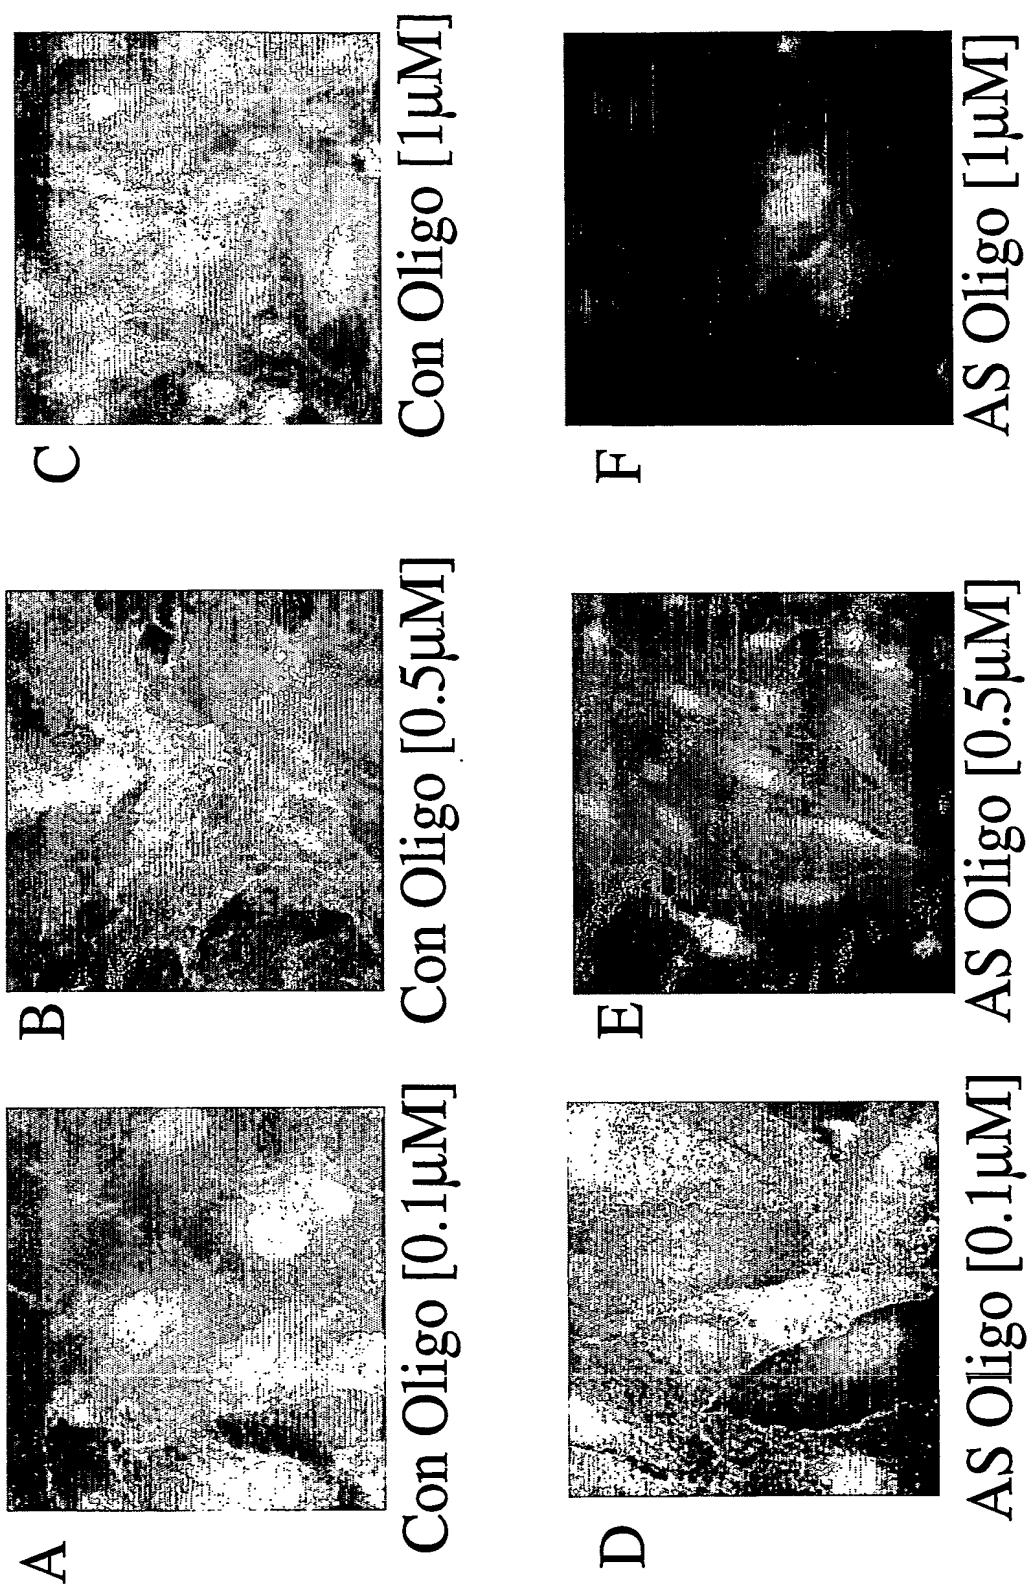 A
Con Oligo [0.1µM]
B
Con Oligo [0.5µM]
C
Con Oligo [1µM]
D
AS Oligo [0.1µM]
E
AS Oligo [0.5µM]
F
AS Oligo [1µM]